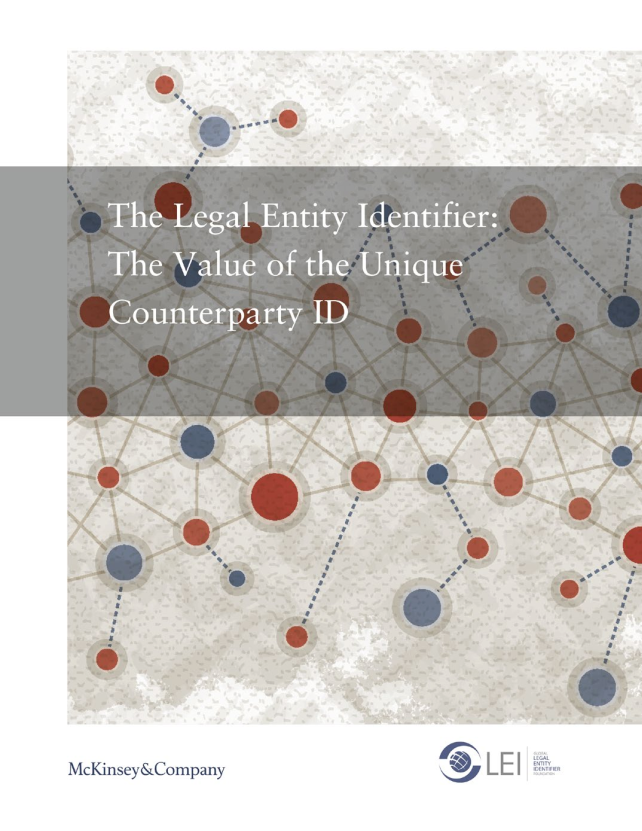 The Legal Entity Identifier:
The Value of the Unique
Counterparty ID
McKinsey&Company
LEI
GLOBAL
LEGAL
ENTITY
IDENTIFIER
FOUNDATION